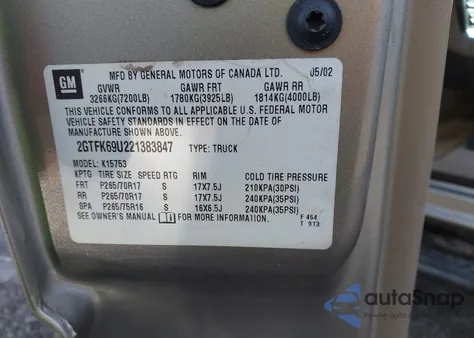 GM
MFD BY GENERAL MOTORS OF CANADA LTD. 05/02
GVWR GAWR FRT GAWR RR
3266KG(7200LB) 1780KG(3925LB) 1814KG(4000LB)
THIS VEHICLE CONFORMS TO ALL APPLICABLE U.S. FEDERAL MOTOR
VEHICLE SAFETY STANDARDS IN EFFECT ON THE DATE OF
MANUFACTURE SHOWN ABOVE.
2GTFK69U221383847 TYPE: TRUCK
MODEL: K15753
KPTG TIRE SIZE SPEED RTG RIM COLD TIRE PRESSURE
FRT P265/70R17 S 17X7.5J 210KPA(30PSI)
RR P265/70R17 S 17X7.5J 240KPA(35PSI)
SPA P265/75R16 S 16X6.5J 240KPA(35PSI)
SEE OWNER'S MANUAL FOR MORE INFORMATION.
F 464
T 913
autoSnap